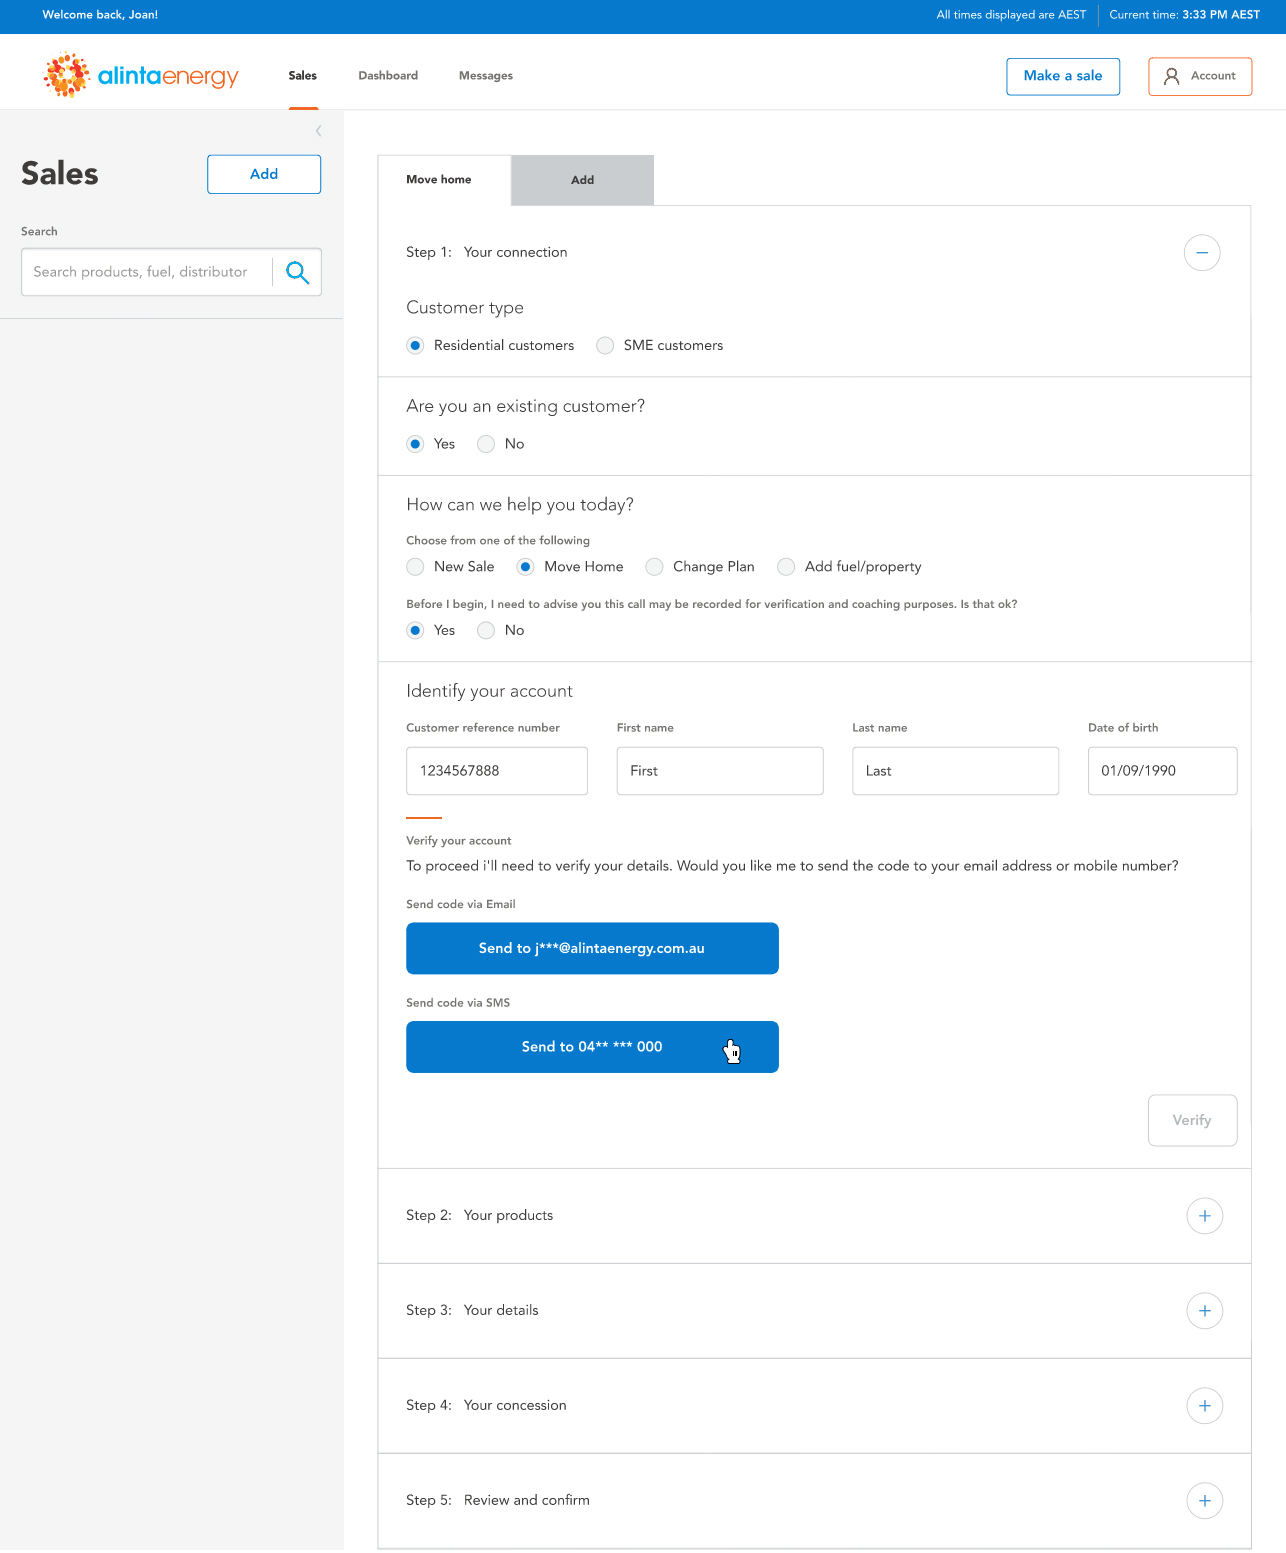 Welcome back, Joan!
All times displayed are AEST
Current time: 3:33 PM AEST
alintaenergy
Sales
Dashboard
Messages
Make a sale
Account
Sales
Add
Search
Search products, fuel, distributor
Move home
Add
Step 1: Your connection
Customer type
Residential customers
SME customers
Are you an existing customer?
Yes
No
How can we help you today?
Choose from one of the following
New Sale
Move Home
Change Plan
Add fuel/property
Before I begin, I need to advise you this call may be recorded for verification and coaching purposes. Is that ok?
Yes
No
Identify your account
Customer reference number
First name
Last name
Date of birth
1234567888
First
Last
01/09/1990
Verify your account
To proceed i'll need to verify your details. Would you like me to send the code to your email address or mobile number?
Send code via Email
Send to j***@alintaenergy.com.au
Send code via SMS
Send to 04** *** 000
Verify
Step 2: Your products
Step 3: Your details
Step 4: Your concession
Step 5: Review and confirm